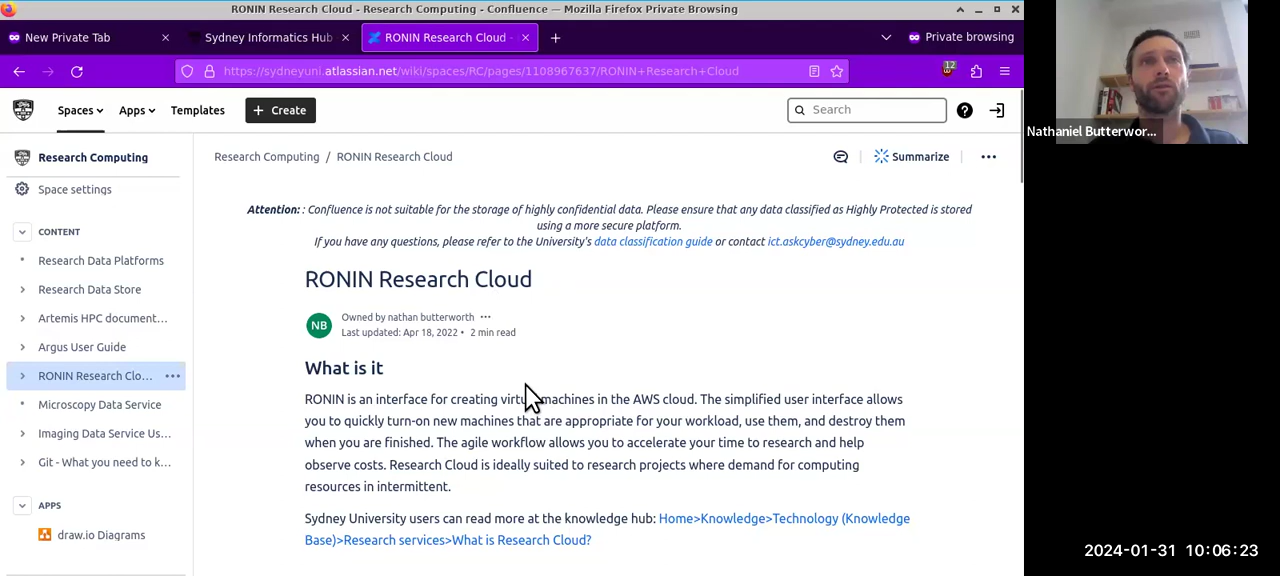 RONIN Research Cloud - Research Computing - Confluence — Mozilla Firefox Private Browsing
New Private Tab
Sydney Informatics Hub
RONIN Research Cloud -
Private browsing
https://sydneyuni.atlassian.net/wiki/spaces/RC/pages/1108967637/RONIN+Research+Cloud
12
Spaces
Apps
Templates
+ Create
Search
Research Computing
Space settings
CONTENT
Research Data Platforms
Research Data Store
Artemis HPC document...
Argus User Guide
RONIN Research Clo...
Microscopy Data Service
Imaging Data Service Us...
Git - What you need to k...
APPS
draw.io Diagrams
Research Computing / RONIN Research Cloud
Summarize
Attention: : Confluence is not suitable for the storage of highly confidential data. Please ensure that any data classified as Highly Protected is stored
using a more secure platform.
If you have any questions, please refer to the University's data classification guide or contact ict.askcyber@sydney.edu.au
RONIN Research Cloud
NB
Owned by nathan butterworth
Last updated: Apr 18, 2022 • 2 min read
What is it
RONIN is an interface for creating virtual machines in the AWS cloud. The simplified user interface allows
you to quickly turn-on new machines that are appropriate for your workload, use them, and destroy them
when you are finished. The agile workflow allows you to accelerate your time to research and help
observe costs. Research Cloud is ideally suited to research projects where demand for computing
resources in intermittent.
Sydney University users can read more at the knowledge hub: Home>Knowledge>Technology (Knowledge
Base)>Research services>What is Research Cloud?
Nathaniel Butterwor...
2024-01-31 10:06:23